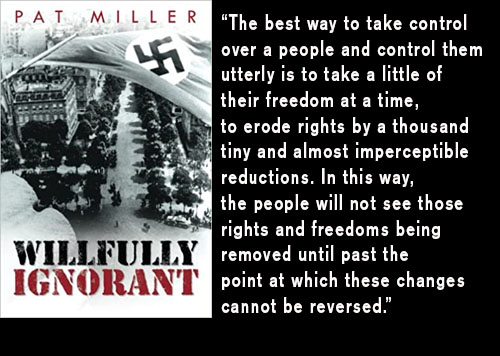 PAT MILLER
WILLFULLY
IGNORANT
“The best way to take control
over a people and control them
utterly is to take a little of
their freedom at a time,
to erode rights by a thousand
tiny and almost imperceptible
reductions. In this way,
the people will not see those
rights and freedoms being
removed until past the
point at which these changes
cannot be reversed.”